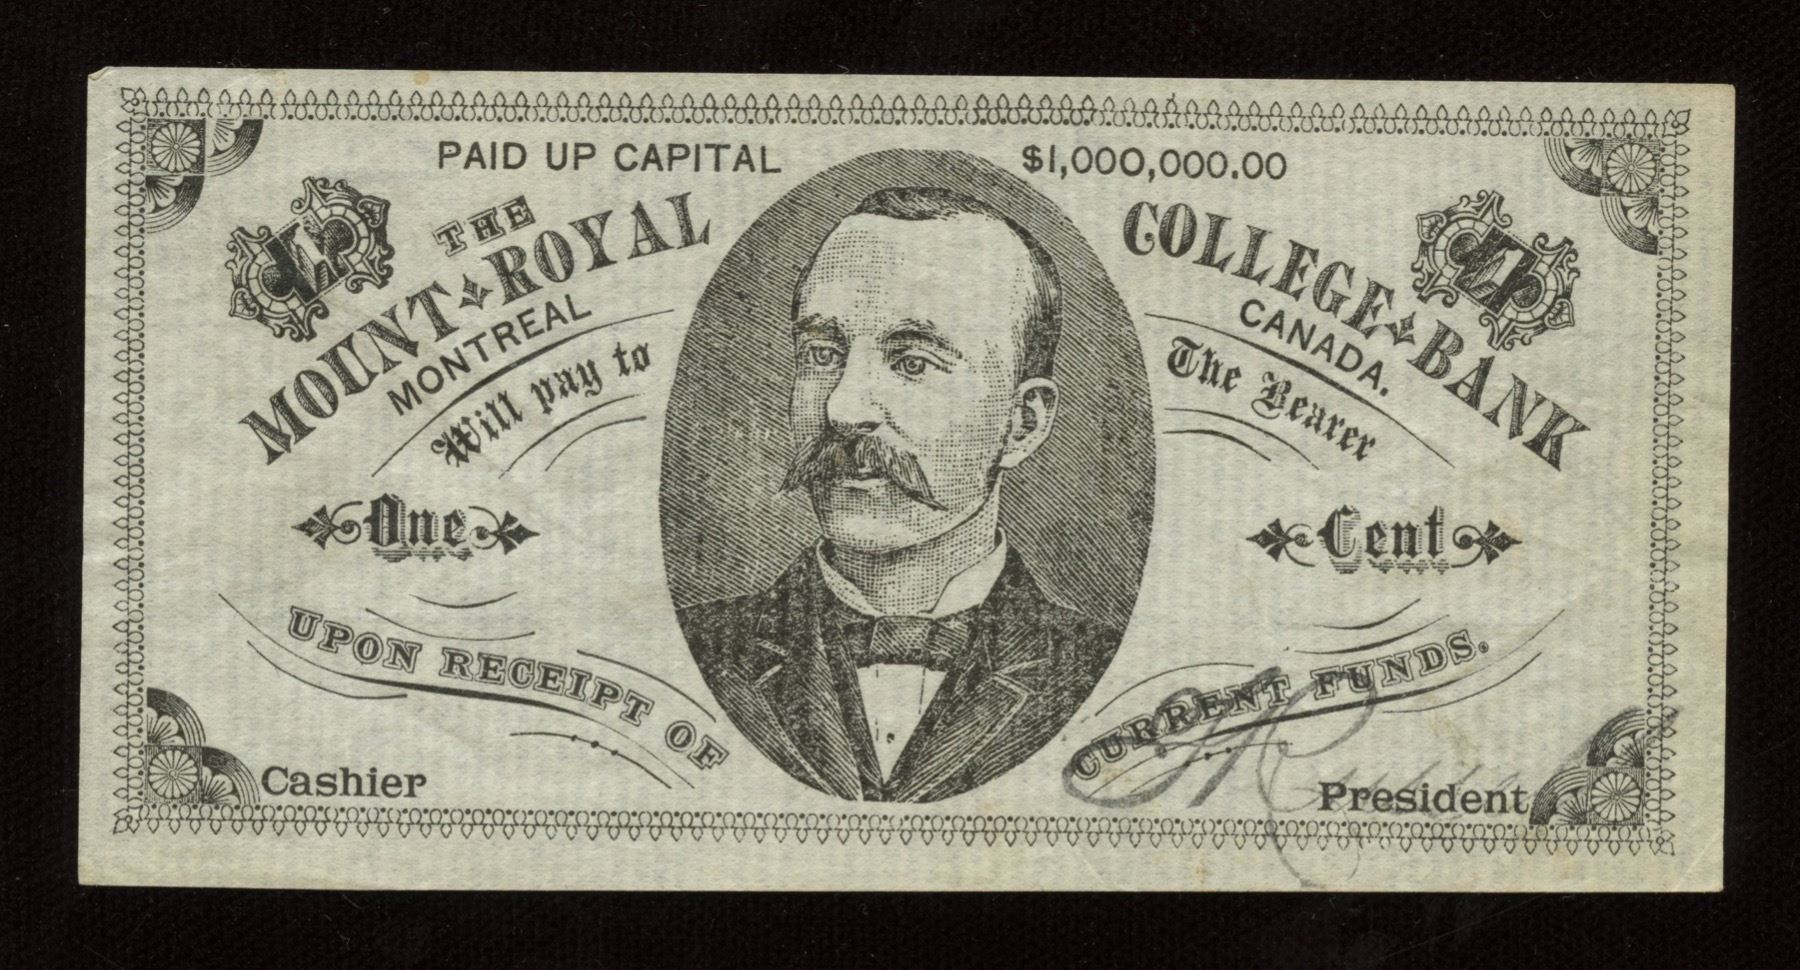 PAID UP CAPITAL $1,000,000.00
THE
MOUNT ROYAL COLLEGE BANK
MONTREAL CANADA.
Will pay to The Bearer
One Cent
UPON RECEIPT OF CURRENT FUNDS.
Cashier President